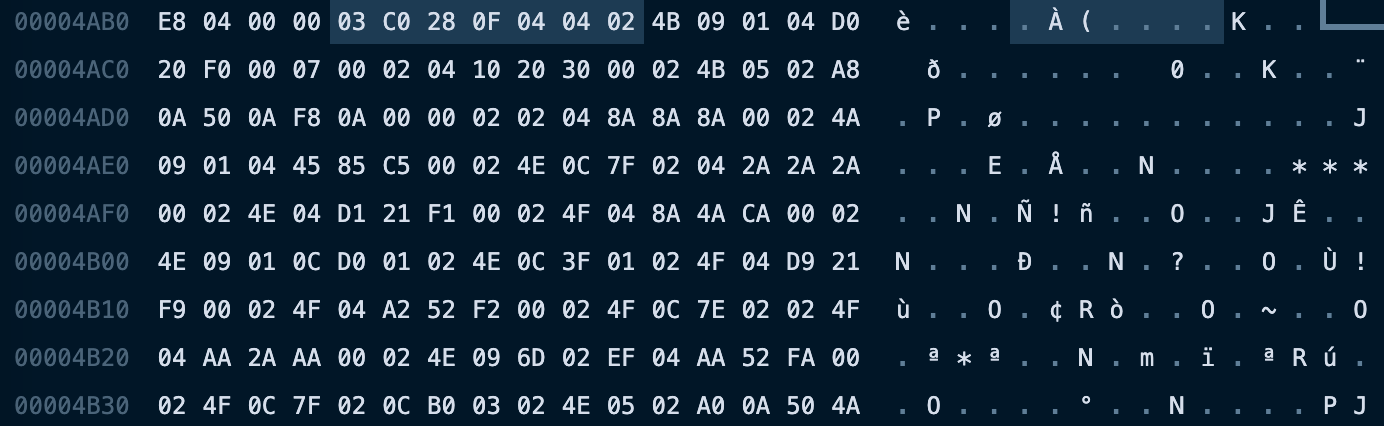 00004AB0 E8 04 00 00 03 C0 28 0F 04 04 02 4B 09 01 04 D0 è . . . . À ( . . . . K . .
00004AC0 20 F0 00 07 00 02 04 10 20 30 00 02 4B 05 02 A8 ð . . . . . . 0 . . K . . ¨
00004AD0 0A 50 0A F8 0A 00 00 02 02 04 8A 8A 8A 00 02 4A . P . ø . . . . . . . . . . . J
00004AE0 09 01 04 45 85 C5 00 02 4E 0C 7F 02 04 2A 2A 2A . . . E . Å . . N . . . . * * *
00004AF0 00 02 4E 04 D1 21 F1 00 02 4F 04 8A 4A CA 00 02 . . N . Ñ ! ñ . . O . . J Ê . .
00004B00 4E 09 01 0C D0 01 02 4E 0C 3F 01 02 4F 04 D9 21 N . . . Ð . . N . ? . . O . Ù !
00004B10 F9 00 02 4F 04 A2 52 F2 00 02 4F 0C 7E 02 02 4F ù . . O . ¢ R ò . . O . ~ . . O
00004B20 04 AA 2A AA 00 02 4E 09 6D 02 EF 04 AA 52 FA 00 . ª * ª . . N . m . ï . ª R ú .
00004B30 02 4F 0C 7F 02 0C B0 03 02 4E 05 02 A0 0A 50 4A . O . . . . ° . . N . . . . P J